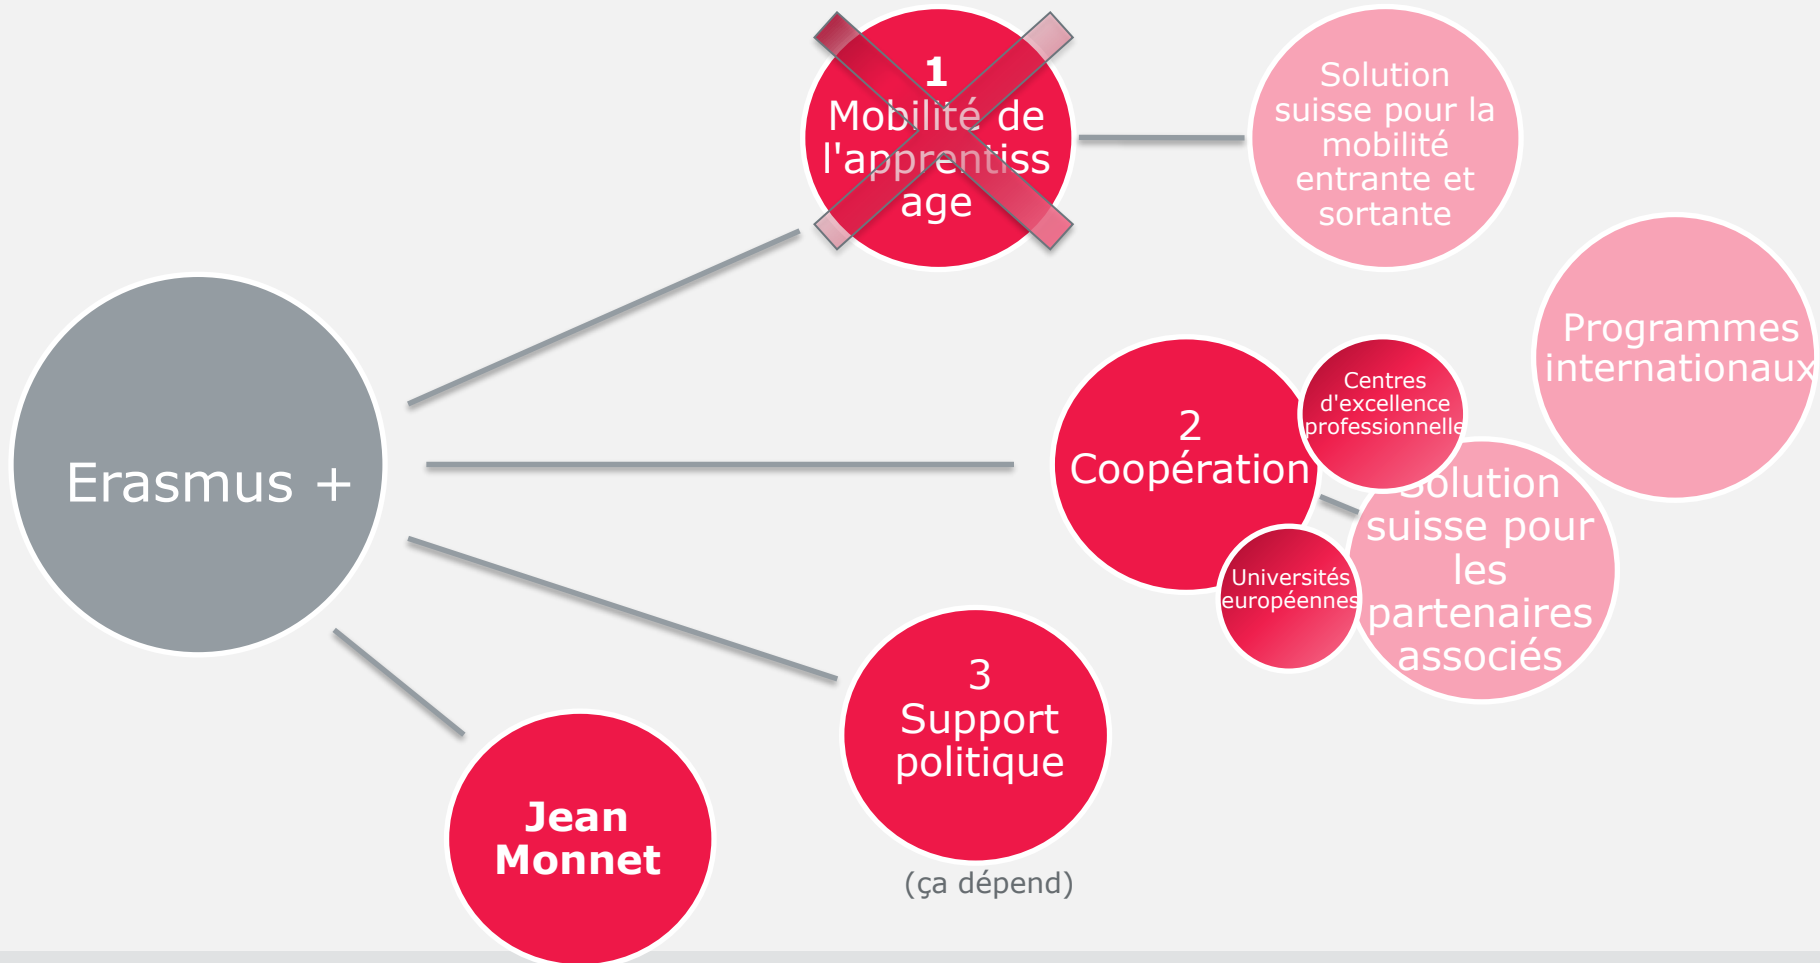 1
Mobilité de
l'apprentiss
age
Solution
suisse pour la
mobilité
entrante et
sortante
Programmes
internationaux
Erasmus +
2
Coopération
Centres
d'excellence
professionnelle
Solution
suisse pour
les
partenaires
associés
Universités
européennes
3
Support
politique
(ça dépend)
Jean
Monnet